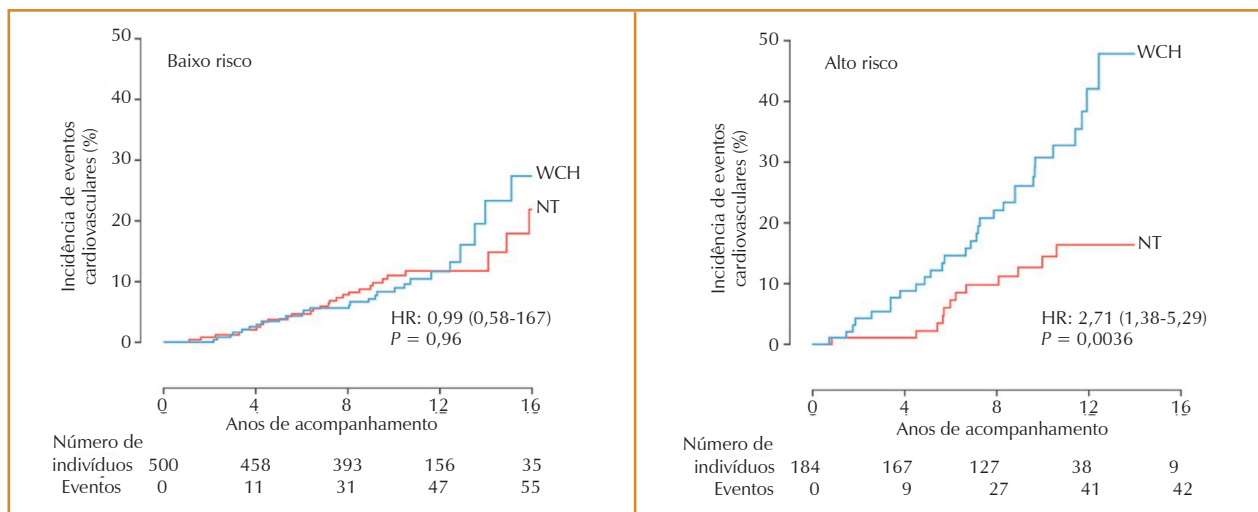 50
40
30
20
10
0
Incidência de eventos
cardiovasculares (%)
Baixo risco
WCH
NT
HR: 0,99 (0,58-167)
P = 0,96
0 4 8 12 16
Anos de acompanhamento
Número de
indivíduos 500 458 393 156 35
Eventos 0 11 31 47 55
50
40
30
20
10
0
Incidência de eventos
cardiovasculares (%)
Alto risco
WCH
NT
HR: 2,71 (1,38-5,29)
P = 0,0036
0 4 8 12 16
Anos de acompanhamento
Número de
indivíduos 184 167 127 38 9
Eventos 0 9 27 41 42